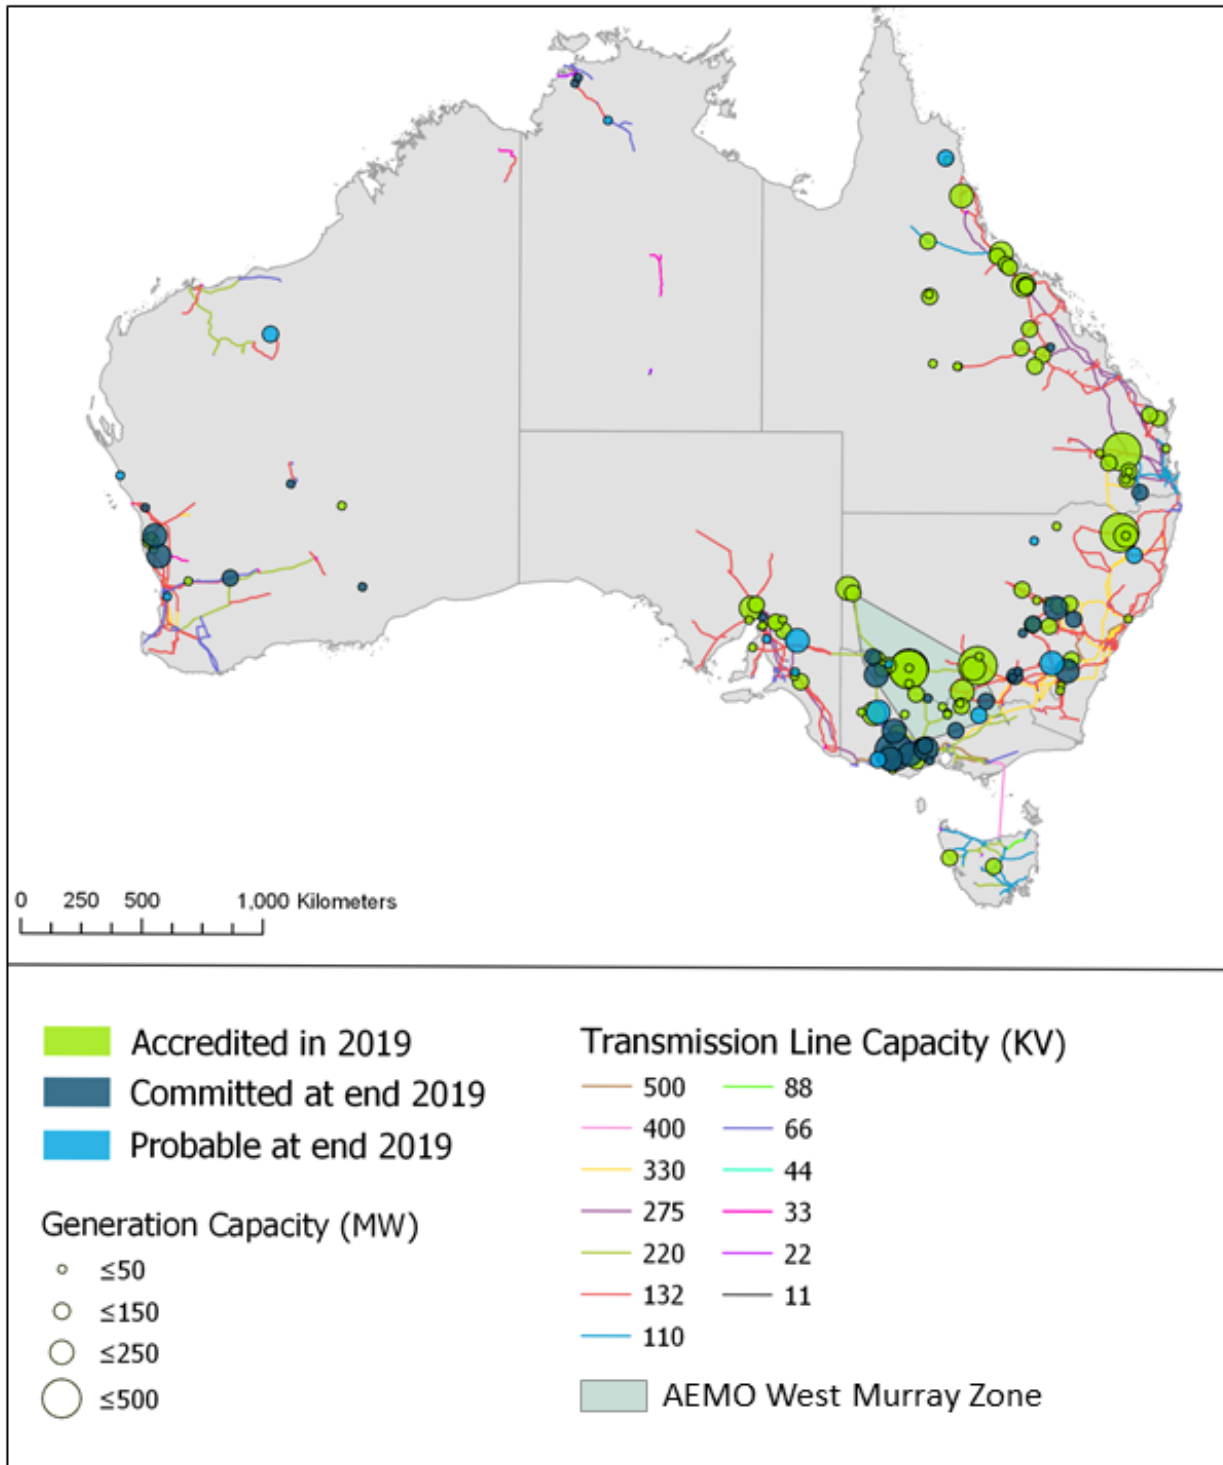 0 250 500 1,000 Kilometers
Accredited in 2019
Committed at end 2019
Probable at end 2019
Generation Capacity (MW)
≤50
≤150
≤250
≤500
Transmission Line Capacity (KV)
500 88
400 66
330 44
275 33
220 22
132 11
110
AEMO West Murray Zone